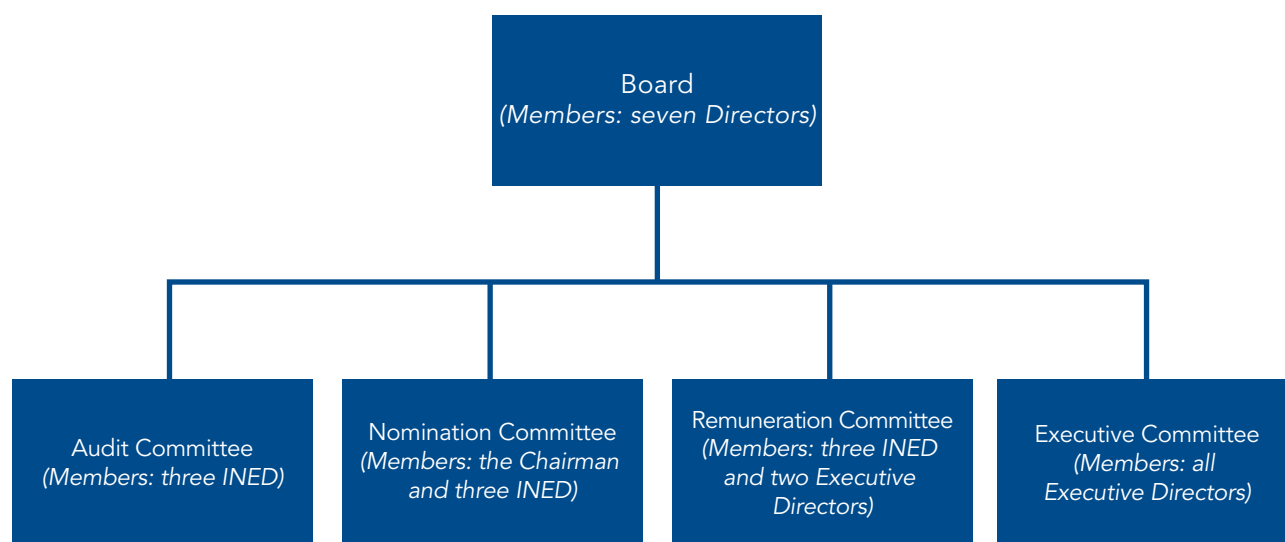 Board
(Members: seven Directors)
Audit Committee
(Members: three INED)
Nomination Committee
(Members: the Chairman
and three INED)
Remuneration Committee
(Members: three INED
and two Executive
Directors)
Executive Committee
(Members: all
Executive Directors)